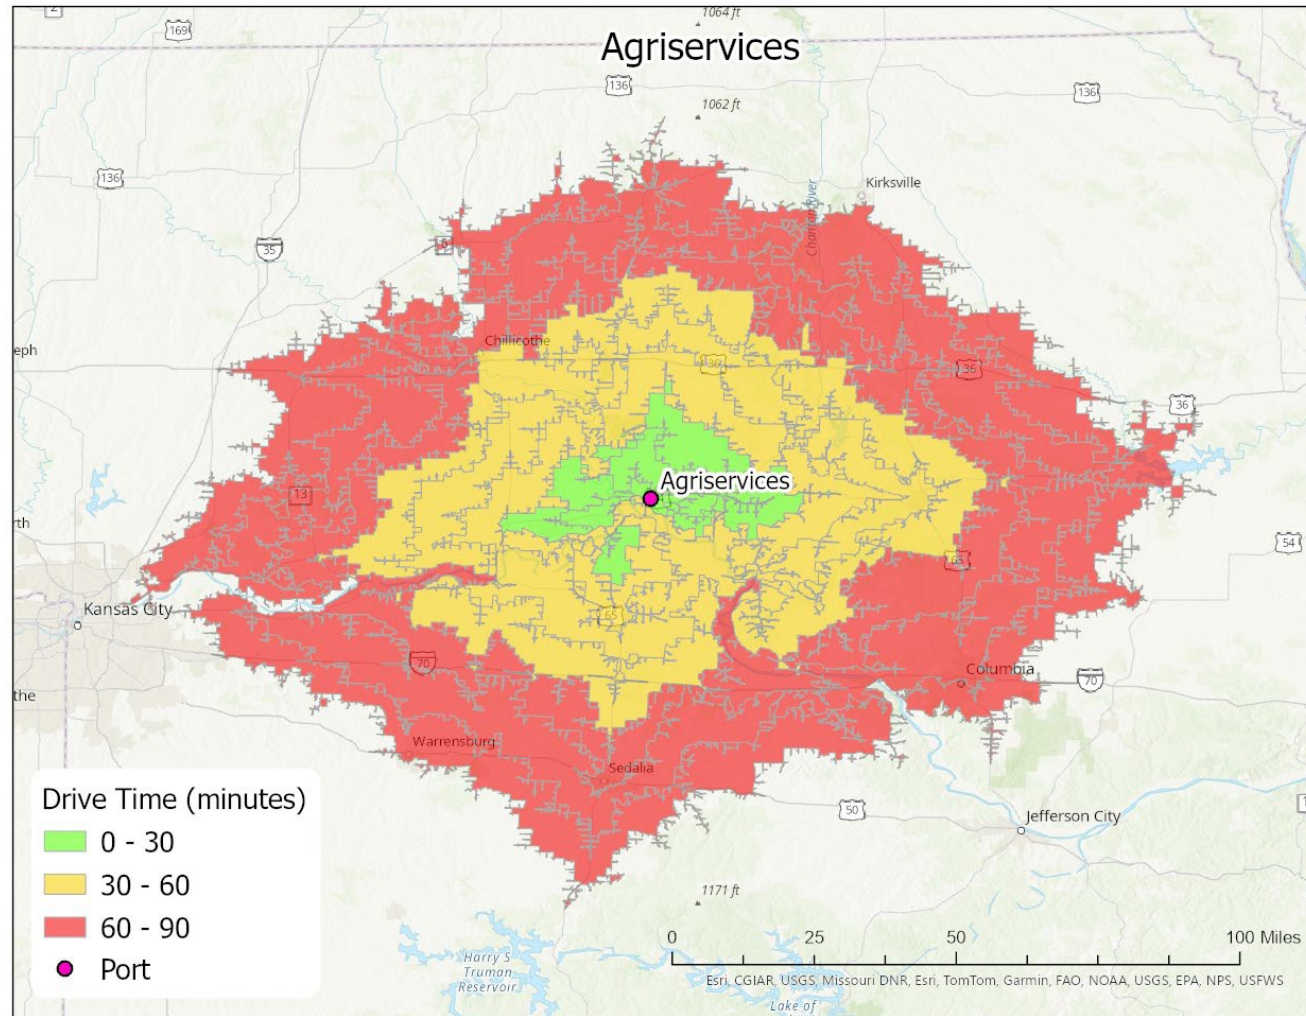 2
169
1064 ft
Agriservices
136
136
1062 ft
136
Kirksville
Chariton River
35
6
eph
Chillicothe
36
36
36
13
Agriservices
rth
54
63
Kansas City
65
70
Columbia
70
the
Warrensburg
Sedalia
Drive Time (minutes)
0 - 30
30 - 60
60 - 90
Port
50
Jefferson City
1171 ft
0 25 50 100 Miles
Harry S
Truman
Reservoir
Esri, CGIAR, USGS, Missouri DNR, Esri, TomTom, Garmin, FAO, NOAA, USGS, EPA, NPS, USFWS
Lake of